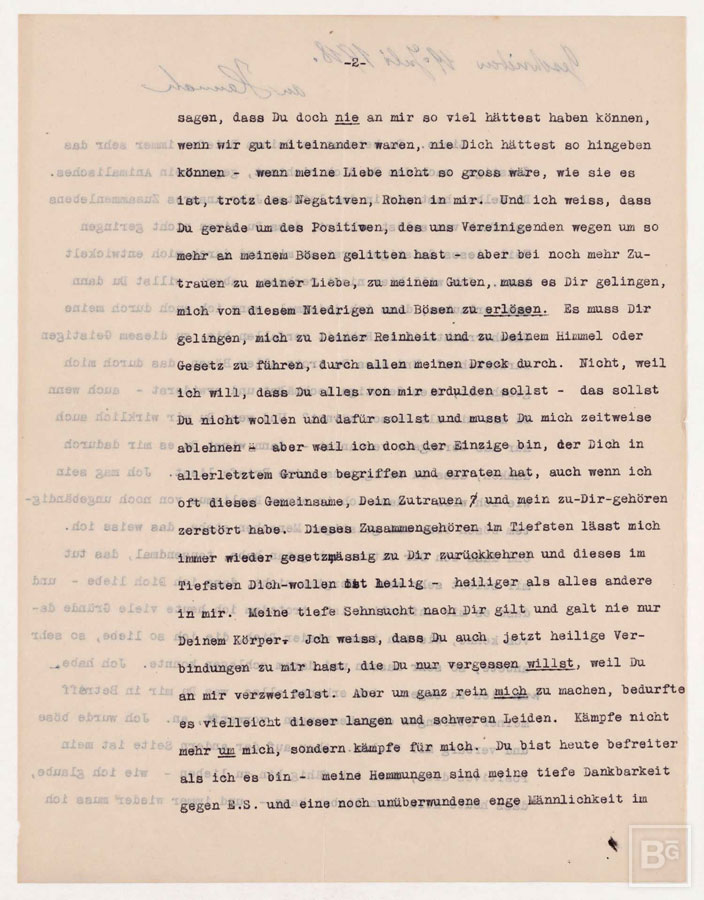 -2-
sagen, dass Du doch nie an mir so viel hättest haben können,
wenn wir gut miteinander waren, nie Dich hättest so hingeben
können - wenn meine Liebe nicht so gross wäre, wie sie es
ist, trotz des Negativen, Rohen in mir. Und ich weiss, dass
Du gerade um des Positiven, des uns Vereinigenden wegen um so
mehr an meinem Bösen gelitten hast - aber bei noch mehr Zu-
trauen zu meiner Liebe, zu meinem Guten, muss es Dir gelingen,
mich von diesem Niedrigen und Bösen zu erlösen. Es muss Dir
gelingen, mich zu Deiner Reinheit und zu Deinem Himmel oder
Gesetz zu führen, durch allen meinen Dreck durch. Nicht, weil
ich will, dass Du alles von mir erdulden sollst - das sollst
Du nicht wollen und dafür sollst und musst Du mich zeitweise
ablehnen - aber weil ich doch der Einzige bin, der Dich in
allerletztem Grunde begriffen und erraten hat, auch wenn ich
oft dieses Gemeinsame, Dein Zutrauen und mein zu-Dir-gehören
zerstört habe. Dieses Zusammengehören im Tiefsten lässt mich
immer wieder gesetzmässig zu Dir zurückkehren und dieses im
Tiefsten Dich-wollen ist heilig - heiliger als alles andere
in mir. Meine tiefe Sehnsucht nach Dir gilt und galt nie nur
Deinem Körper. Ich weiss, dass Du auch jetzt heilige Ver-
bindungen zu mir hast, die Du nur vergessen willst, weil Du
an mir verzweifelst. Aber um ganz rein mich zu machen, bedurfte
es vielleicht dieser langen und schweren Leiden. Kämpfe nicht
mehr um mich, sondern kämpfe für mich. Du bist heute befreiter
als ich es bin - meine Hemmungen sind meine tiefe Dankbarkeit
gegen E.S. und eine noch unüberwundene enge Männlichkeit im
BG